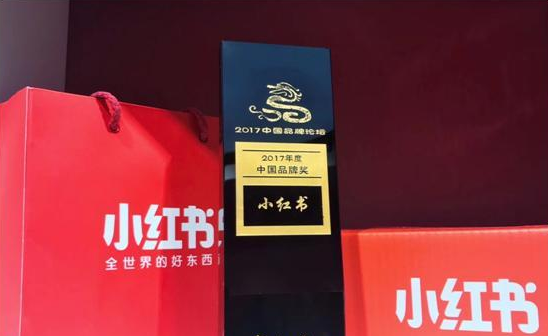 2017中国品牌论坛
2017年度
中国品牌奖
小红书
小红书
全世界的好东西
小红书